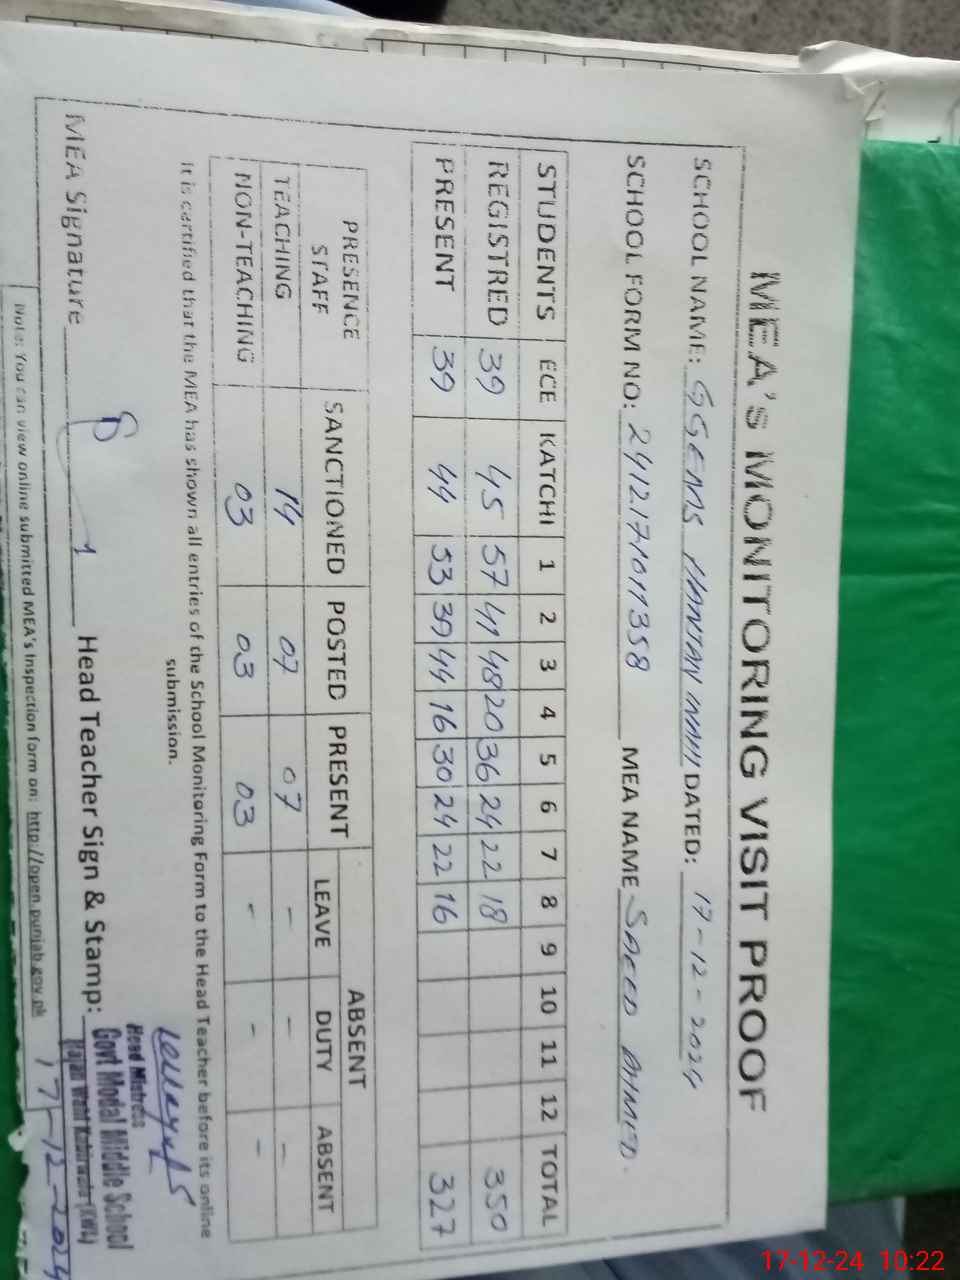 MEA's MONITORING VISIT PROOF
SCHOOL NAME: GGEMS DATED: 17-12-2024
SCHOOL FORM NO: MEA NAME SAEED AHMED.
STUDENTS ECE KATCHI 1 2 3 4 5 6 7 8 9 10 11 12 TOTAL
REGISTRED 39 45 57 41 48 20 36 24 22 18 350
PRESENT 39 44 53 39 44 16 30 24 22 16 327
PRESENCE STAFF SANCTIONED POSTED PRESENT ABSENT
LEAVE DUTY ABSENT
TEACHING 14 07 07 - - -
NON-TEACHING 03 03 03 - - -
It is certified that the MEA has shown all entries of the School Monitoring Form to the Head Teacher before its online
submission.
MEA Signature Head Teacher Sign & Stamp:
Head Mistress
Govt Modal Middle School
17-12-2024
Note: You can view online submitted MEA's Inspection form on: http://open.punjab.gov.pk
17-12-24 10:22